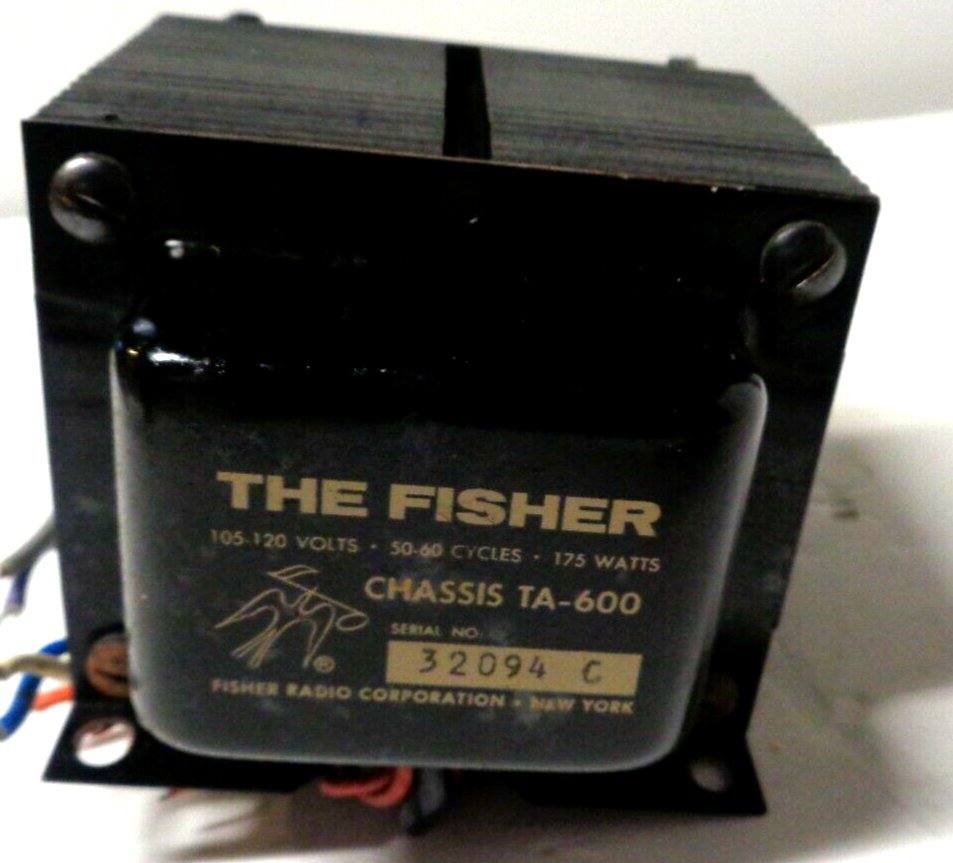 THE FISHER
105-120 VOLTS • 50-60 CYCLES • 175 WATTS
CHASSIS TA-600
SERIAL NO.
32094 C
®
FISHER RADIO CORPORATION • NEW YORK